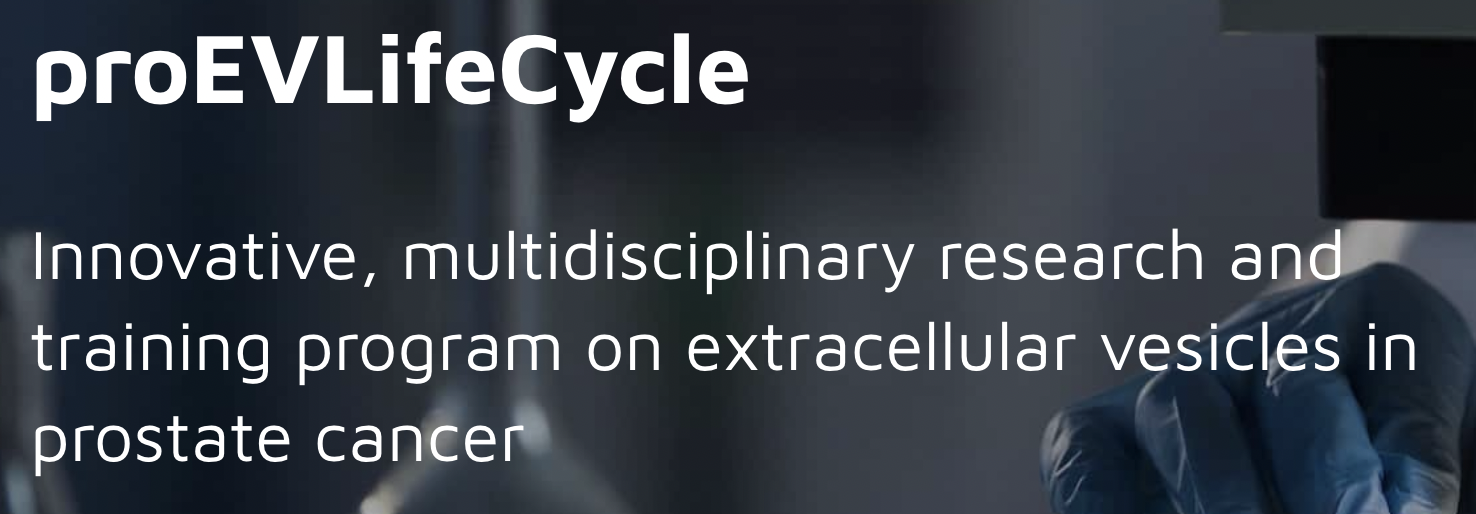 proEVLifeCycle
Innovative, multidisciplinary research and
training program on extracellular vesicles in
prostate cancer